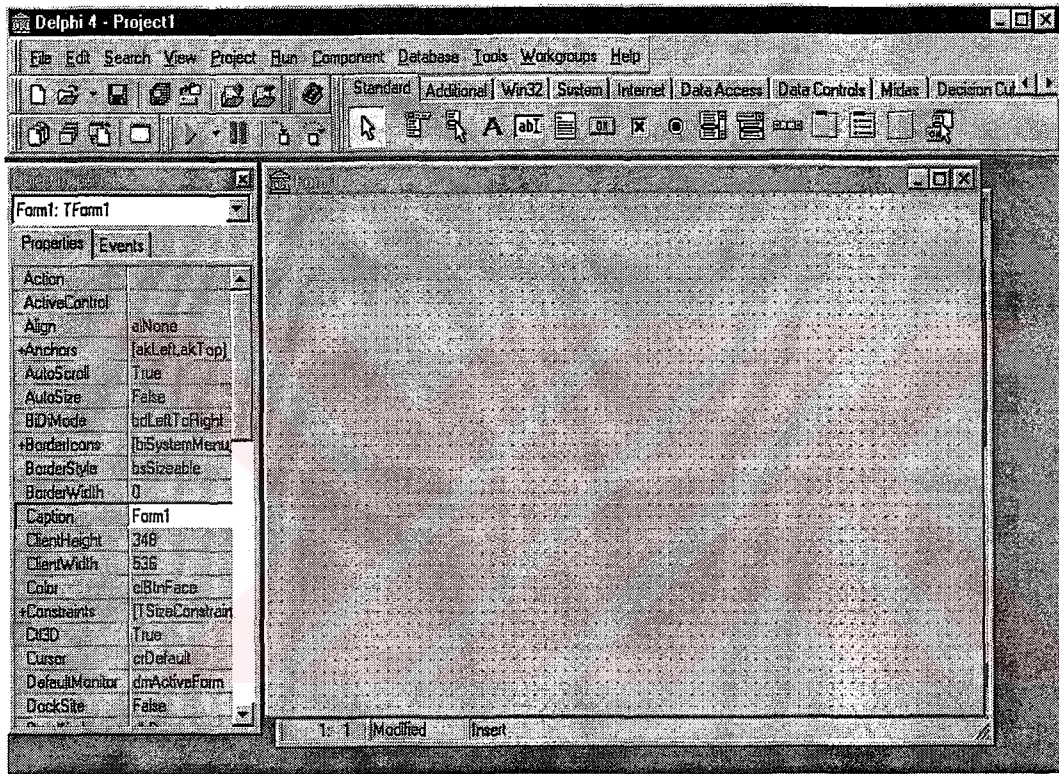 Delphi 4 - Project1
File Edit Search View Project Run Component Database Tools Workgroups Help
Standard Additional Win32 System Internet Data Access Data Controls Midas Decision Cu
Form1
Form1: TForm1
Properties Events
Action
ActiveControl
Align alNone
+Anchors [akLeft,akTop]
AutoScroll True
AutoSize False
BiDiMode bdLeftToRight
+BorderIcons [biSystemMenu,
BorderStyle bsSizeable
BorderWidth 0
Caption Form1
ClientHeight 348
ClientWidth 536
Color clBtnFace
+Constraints (TSizeConstrain
Ctl3D True
Cursor crDefault
DefaultMonitor dmActiveForm
DockSite False
1: 1 Modified Insert